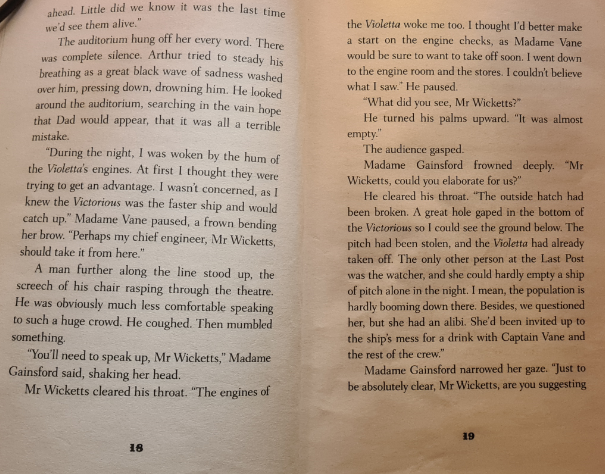 ahead. Little did we know it was the last time
we'd see them alive."
The auditorium hung off her every word. There
was complete silence. Arthur tried to steady his
breathing as a great black wave of sadness washed
over him, pressing down, drowning him. He looked
around the auditorium, searching in the vain hope
that Dad would appear, that it was all a terrible
mistake.
"During the night, I was woken by the hum of
the Violetta's engines. At first I thought they were
trying to get an advantage. I wasn't concerned, as I
knew the Victorious was the faster ship and would
catch up." Madame Vane paused, a frown bending
her brow. "Perhaps my chief engineer, Mr Wicketts,
should take it from here."
A man further along the line stood up, the
screech of his chair rasping through the theatre.
He was obviously much less comfortable speaking
to such a huge crowd. He coughed. Then mumbled
something.
"You'll need to speak up, Mr Wicketts," Madame
Gainsford said, shaking her head.
Mr Wicketts cleared his throat. "The engines of
18
the Violetta woke me too. I thought I'd better make
a start on the engine checks, as Madame Vane
would be sure to want to take off soon. I went down
to the engine room and the stores. I couldn't believe
what I saw." He paused.
"What did you see, Mr Wicketts?"
He turned his palms upward. "It was almost
empty."
The audience gasped.
Madame Gainsford frowned deeply. "Mr
Wicketts, could you elaborate for us?"
He cleared his throat. "The outside hatch had
been broken. A great hole gaped in the bottom of
the Victorious so I could see the ground below. The
pitch had been stolen, and the Violetta had already
taken off. The only other person at the Last Post
was the watcher, and she could hardly empty a ship
of pitch alone in the night. I mean, the population is
hardly booming down there. Besides, we questioned
her, but she had an alibi. She'd been invited up to
the ship's mess for a drink with Captain Vane and
the rest of the crew."
Madame Gainsford narrowed her gaze. "Just to
be absolutely clear, Mr Wicketts, are you suggesting
19